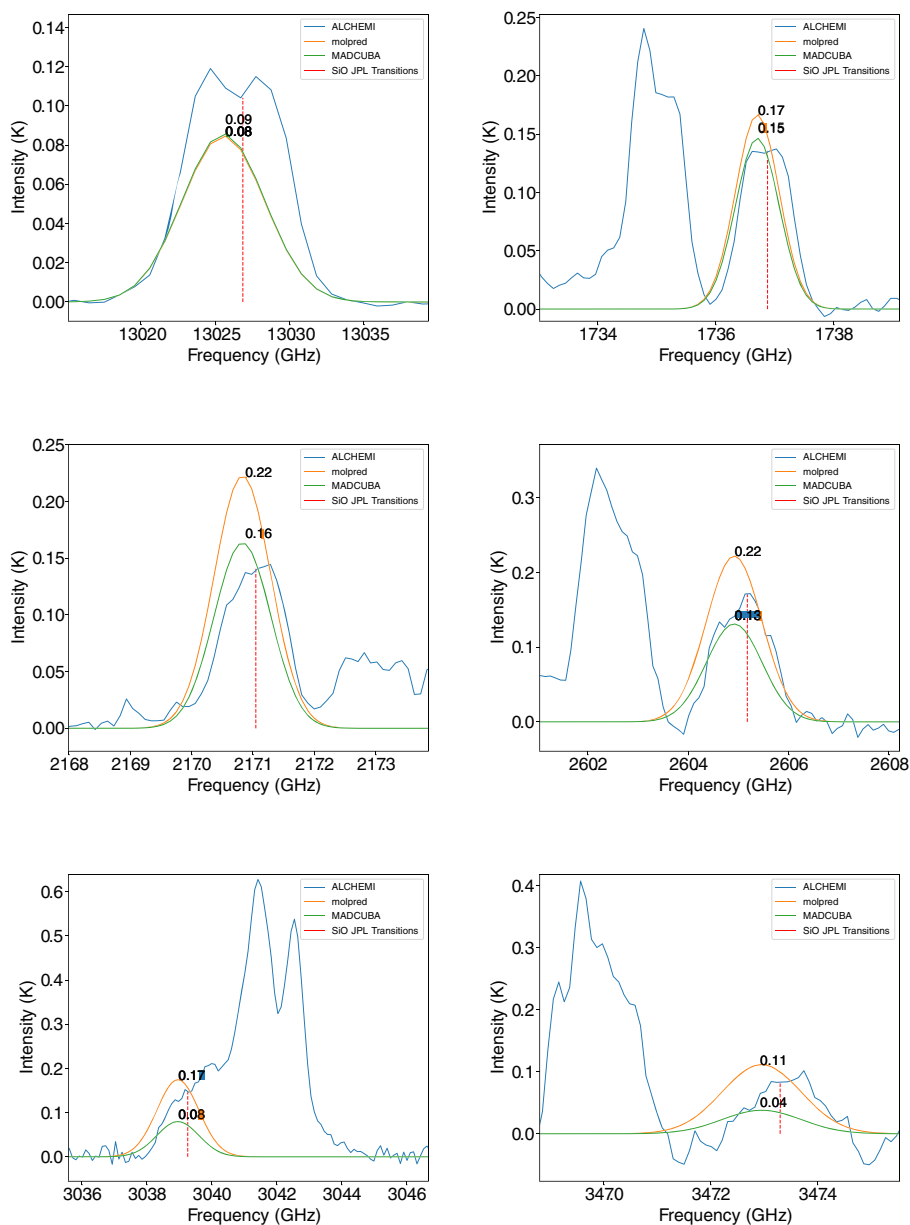 ALCHEMI
molpred
MADCUBA
SiO JPL Transitions
0.14
0.12
0.10
0.08
0.06
0.04
0.02
0.00
0.09
0.08
Intensity (K)
13020 13026 13030 13035
Frequency (GHz)
ALCHEMI
molpred
MADCUBA
SiO JPL Transitions
0.25
0.20
0.15
0.10
0.05
0.00
0.17
0.15
Intensity (K)
1734 1736 1738
Frequency (GHz)
ALCHEMI
molpred
MADCUBA
SiO JPL Transitions
0.25
0.20
0.15
0.10
0.05
0.00
0.22
0.16
Intensity (K)
2168 2169 2170 2171 2172 2173
Frequency (GHz)
ALCHEMI
molpred
MADCUBA
SiO JPL Transitions
0.3
0.2
0.1
0.0
0.22
0.13
Intensity (K)
2602 2604 2606 2608
Frequency (GHz)
ALCHEMI
molpred
MADCUBA
SiO JPL Transitions
0.6
0.5
0.4
0.3
0.2
0.1
0.0
0.17
0.08
Intensity (K)
3036 3038 3040 3042 3044 3046
Frequency (GHz)
ALCHEMI
molpred
MADCUBA
SiO JPL Transitions
0.4
0.3
0.2
0.1
0.0
0.11
0.04
Intensity (K)
3470 3472 3474
Frequency (GHz)